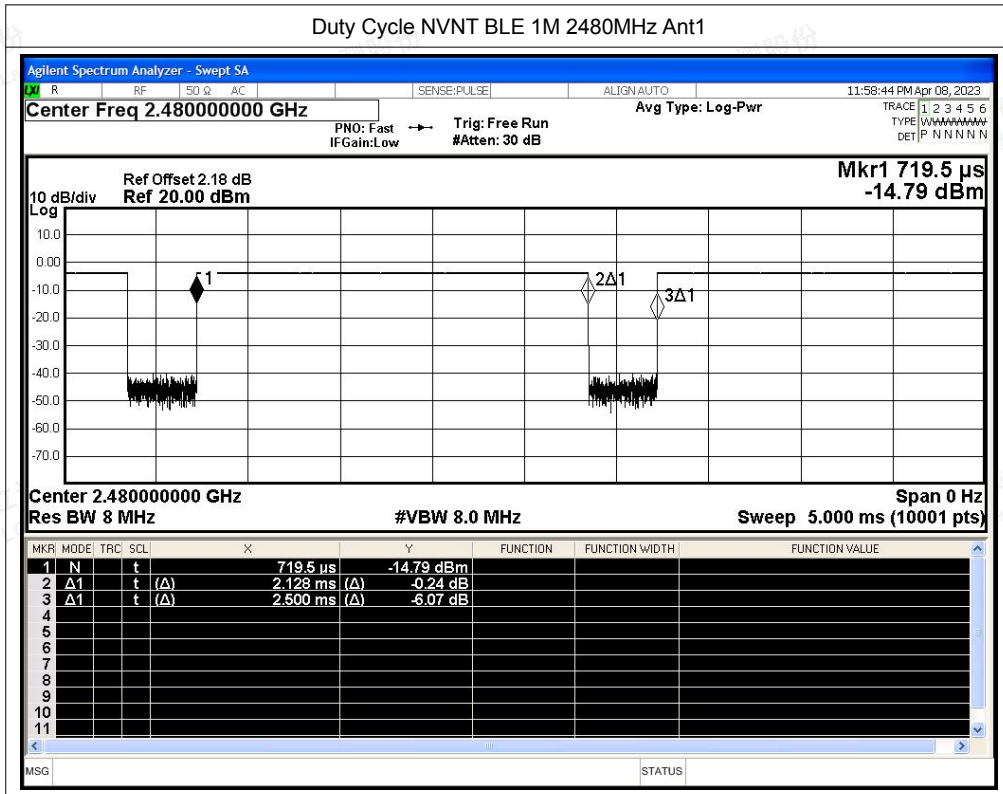 Duty Cycle NVNT BLE 1M 2480MHz Ant1
Agilent Spectrum Analyzer - Swept SA
LXI R RF 50 Ω AC SENSE:PULSE ALIGN AUTO 11:58:44 PM Apr 08, 2023
Center Freq 2.480000000 GHz Avg Type: Log-Pwr TRACE 1 2 3 4 5 6
PNO: Fast Trig: Free Run TYPE WWWWWW
IFGain:Low #Atten: 30 dB DET P N N N N N
Mkr1 719.5 µs
Ref Offset 2.18 dB
10 dB/div Ref 20.00 dBm -14.79 dBm
Log
10.0
0.00
1 2Δ1
-10.0 3Δ1
-20.0
-30.0
-40.0
-50.0
-60.0
-70.0
Center 2.480000000 GHz Span 0 Hz
Res BW 8 MHz #VBW 8.0 MHz Sweep 5.000 ms (10001 pts)
MKR MODE TRC SCL X Y FUNCTION FUNCTION WIDTH FUNCTION VALUE
1 N t 719.5 µs -14.79 dBm
2 Δ1 t (Δ) 2.128 ms (Δ) -0.24 dB
3 Δ1 t (Δ) 2.500 ms (Δ) -6.07 dB
4
5
6
7
8
9
10
11
MSG STATUS